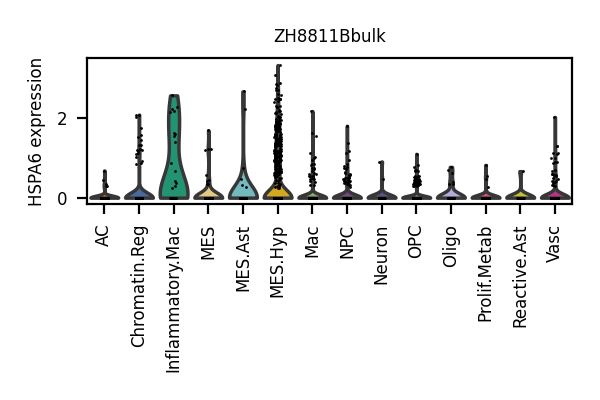 ZH8811Bbulk
HSPA6 expression
2
0
AC
Chromatin.Reg
Inflammatory.Mac
MES
MES.Ast
MES.Hyp
Mac
NPC
Neuron
OPC
Oligo
Prolif.Metab
Reactive.Ast
Vasc